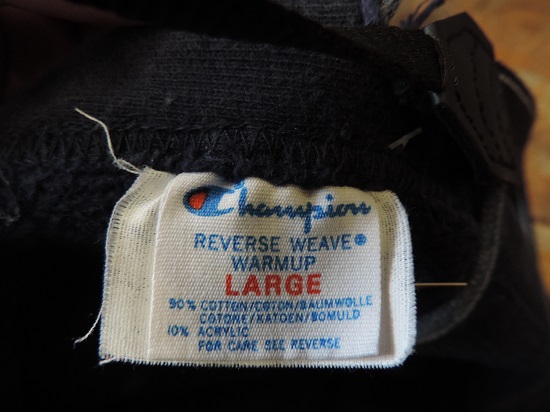 Champion
REVERSE WEAVE®
WARMUP
LARGE
90% COTTON/COTON/BAUMWOLLE
COTONE/KATOEN/BOMULD
10% ACRYLIC
FOR CARE SEE REVERSE